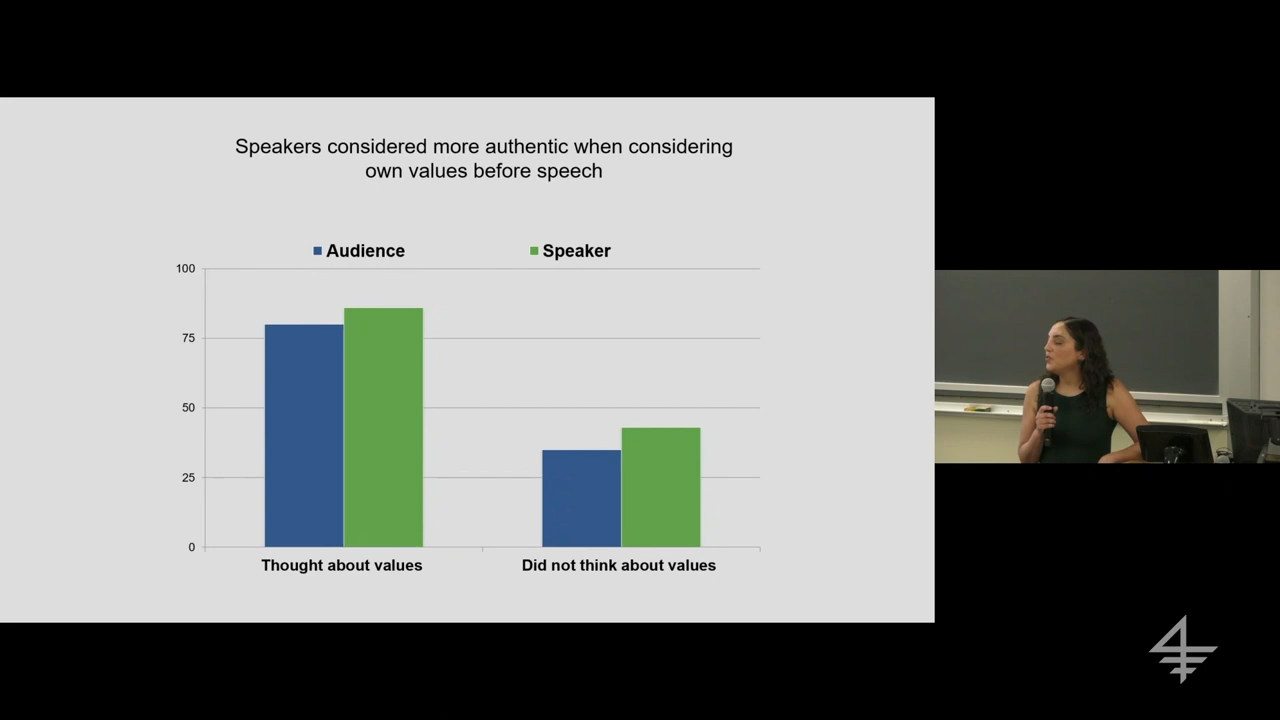 Speakers considered more authentic when considering
own values before speech
Audience
Speaker
100
75
50
25
0
Thought about values
Did not think about values